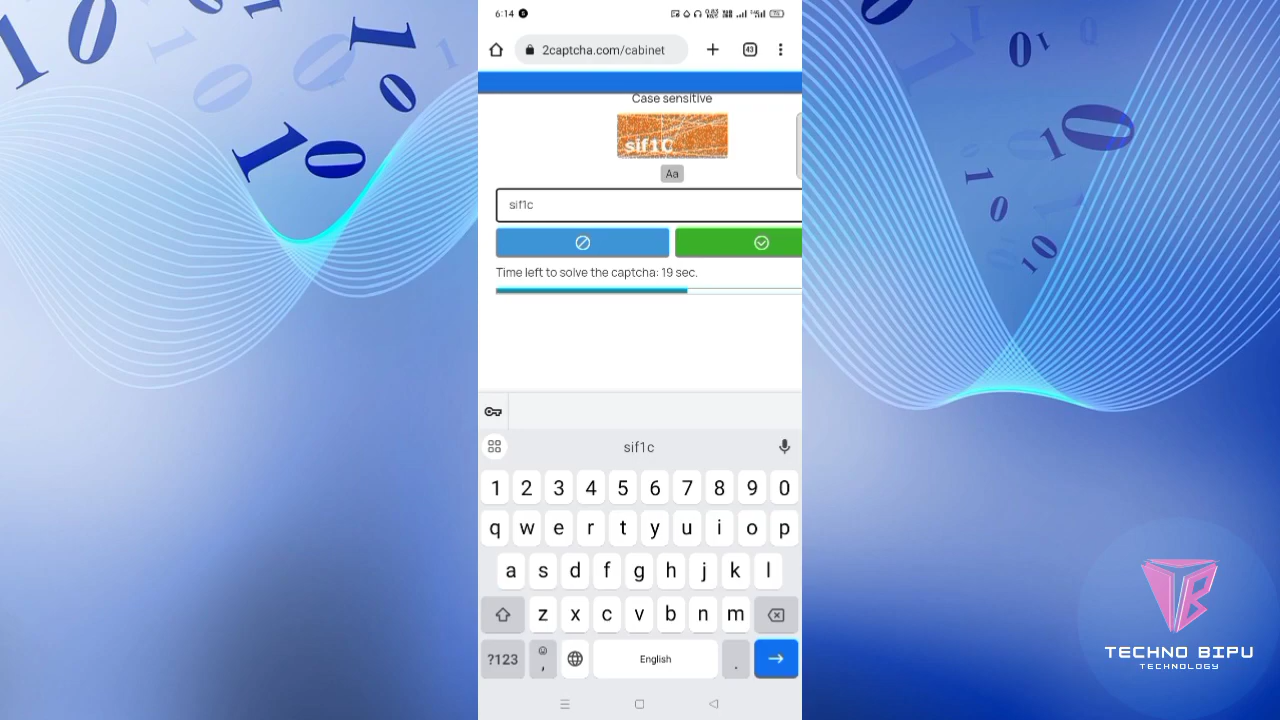 6:14
2captcha.com/cabinet
43
Case sensitive
sif1C
Aa
sif1c
Time left to solve the captcha: 19 sec.
sif1c
1 2 3 4 5 6 7 8 9 0
q w e r t y u i o p
a s d f g h j k l
z x c v b n m
?123 , English .
TECHNO BIPU
TECHNOLOGY